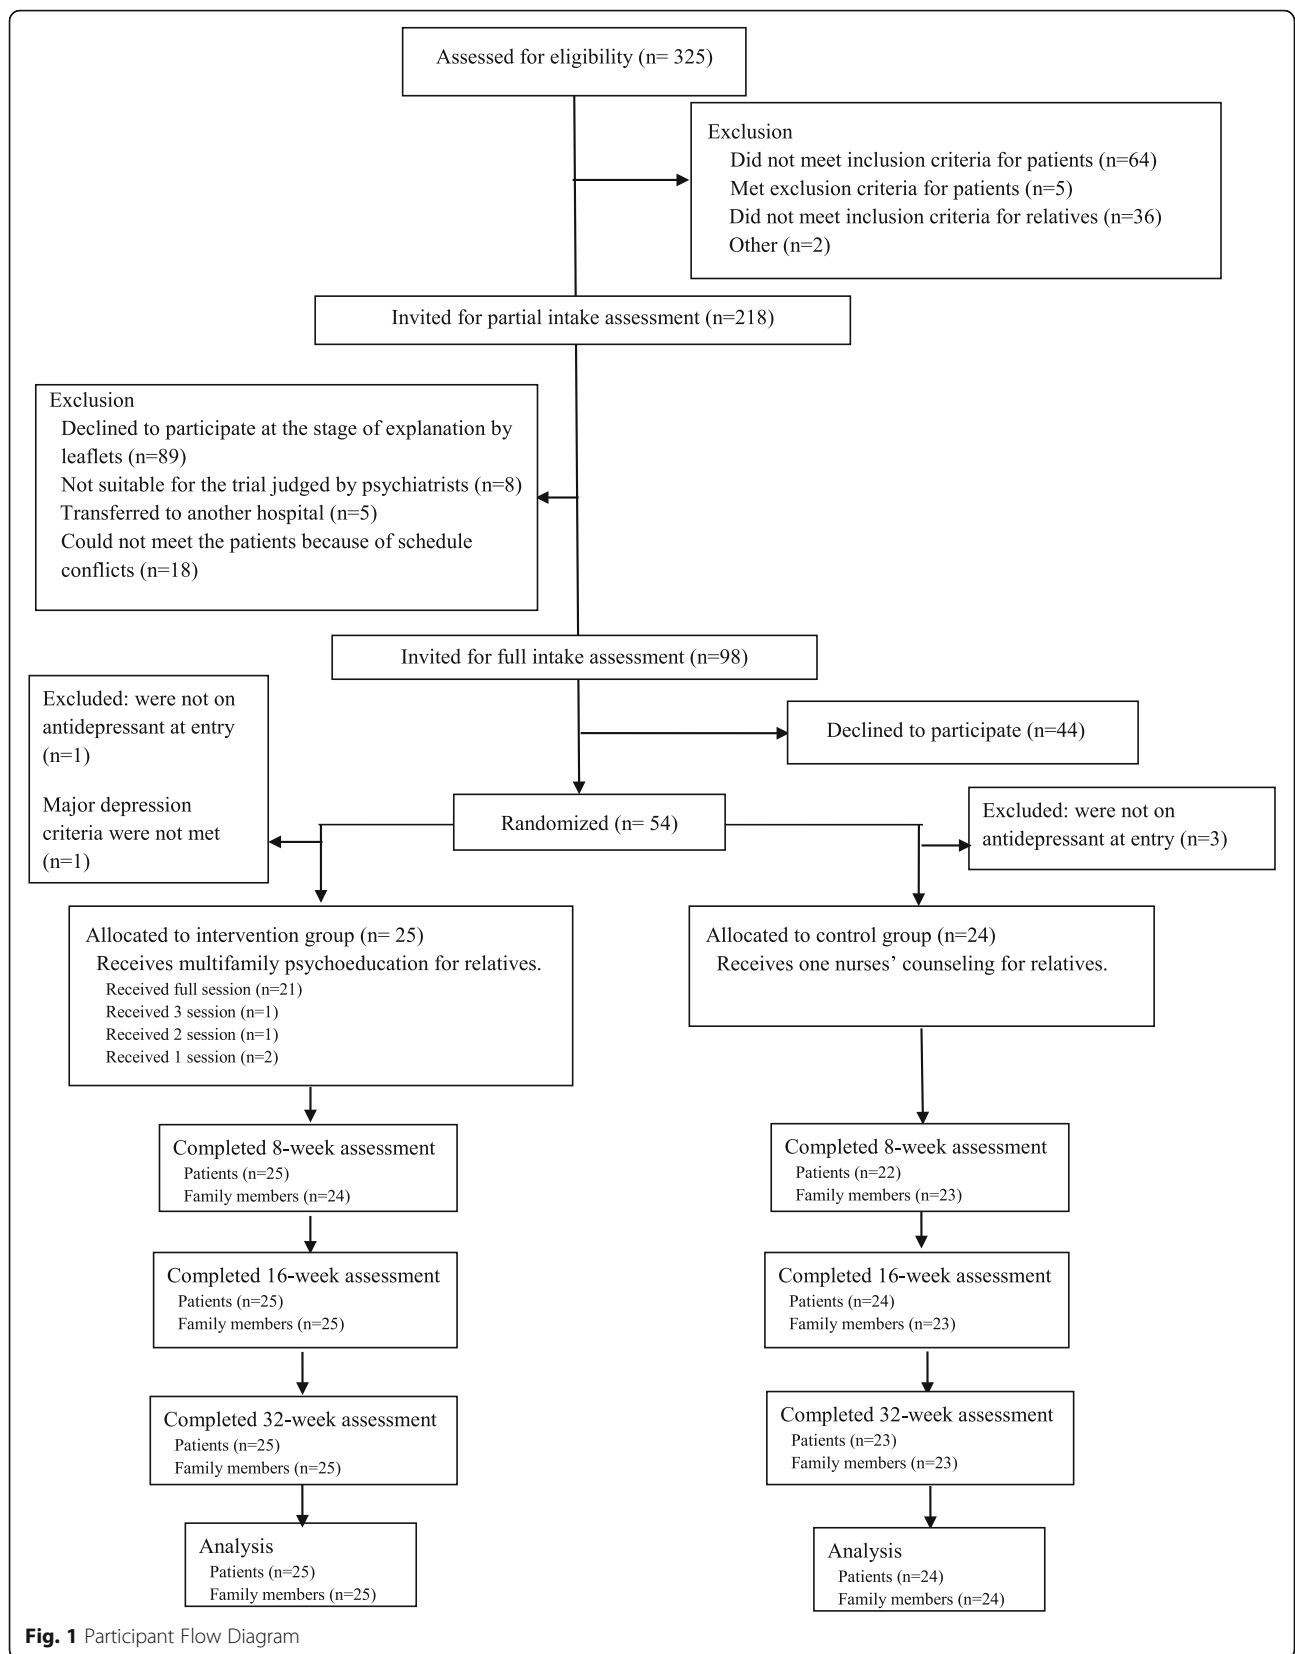 Assessed for eligibility (n= 325)
Exclusion
Did not meet inclusion criteria for patients (n=64)
Met exclusion criteria for patients (n=5)
Did not meet inclusion criteria for relatives (n=36)
Other (n=2)
Invited for partial intake assessment (n=218)
Exclusion
Declined to participate at the stage of explanation by
leaflets (n=89)
Not suitable for the trial judged by psychiatrists (n=8)
Transferred to another hospital (n=5)
Could not meet the patients because of schedule
conflicts (n=18)
Invited for full intake assessment (n=98)
Declined to participate (n=44)
Excluded: were not on
antidepressant at entry
(n=1)
Major depression
criteria were not met
(n=1)
Randomized (n= 54)
Excluded: were not on
antidepressant at entry (n=3)
Allocated to intervention group (n= 25)
Receives multifamily psychoeducation for relatives.
Received full session (n=21)
Received 3 session (n=1)
Received 2 session (n=1)
Received 1 session (n=2)
Allocated to control group (n=24)
Receives one nurses’ counseling for relatives.
Completed 8-week assessment
Patients (n=25)
Family members (n=24)
Completed 8-week assessment
Patients (n=22)
Family members (n=23)
Completed 16-week assessment
Patients (n=25)
Family members (n=25)
Completed 16-week assessment
Patients (n=24)
Family members (n=23)
Completed 32-week assessment
Patients (n=25)
Family members (n=25)
Completed 32-week assessment
Patients (n=23)
Family members (n=23)
Analysis
Patients (n=25)
Family members (n=25)
Analysis
Patients (n=24)
Family members (n=24)
Fig. 1 Participant Flow Diagram